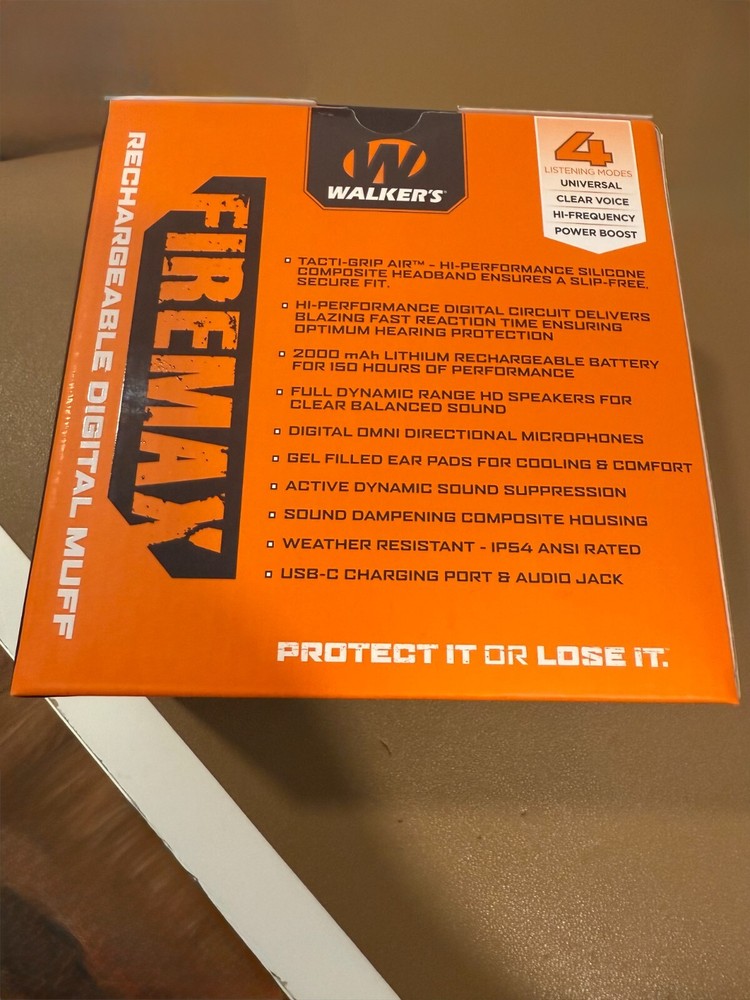 WALKER'S
4
LISTENING MODES
UNIVERSAL
CLEAR VOICE
HI-FREQUENCY
POWER BOOST
RECHARGEABLE DIGITAL MUFF
FIREMAX
TACTI-GRIP AIR™ - HI-PERFORMANCE SILICONE
COMPOSITE HEADBAND ENSURES A SLIP-FREE,
SECURE FIT.
HI-PERFORMANCE DIGITAL CIRCUIT DELIVERS
BLAZING FAST REACTION TIME ENSURING
OPTIMUM HEARING PROTECTION
2000 mAh LITHIUM RECHARGEABLE BATTERY
FOR 150 HOURS OF PERFORMANCE
FULL DYNAMIC RANGE HD SPEAKERS FOR
CLEAR BALANCED SOUND
DIGITAL OMNI DIRECTIONAL MICROPHONES
GEL FILLED EAR PADS FOR COOLING & COMFORT
ACTIVE DYNAMIC SOUND SUPPRESSION
SOUND DAMPENING COMPOSITE HOUSING
WEATHER RESISTANT - IP54 ANSI RATED
USB-C CHARGING PORT & AUDIO JACK
PROTECT IT OR LOSE IT.